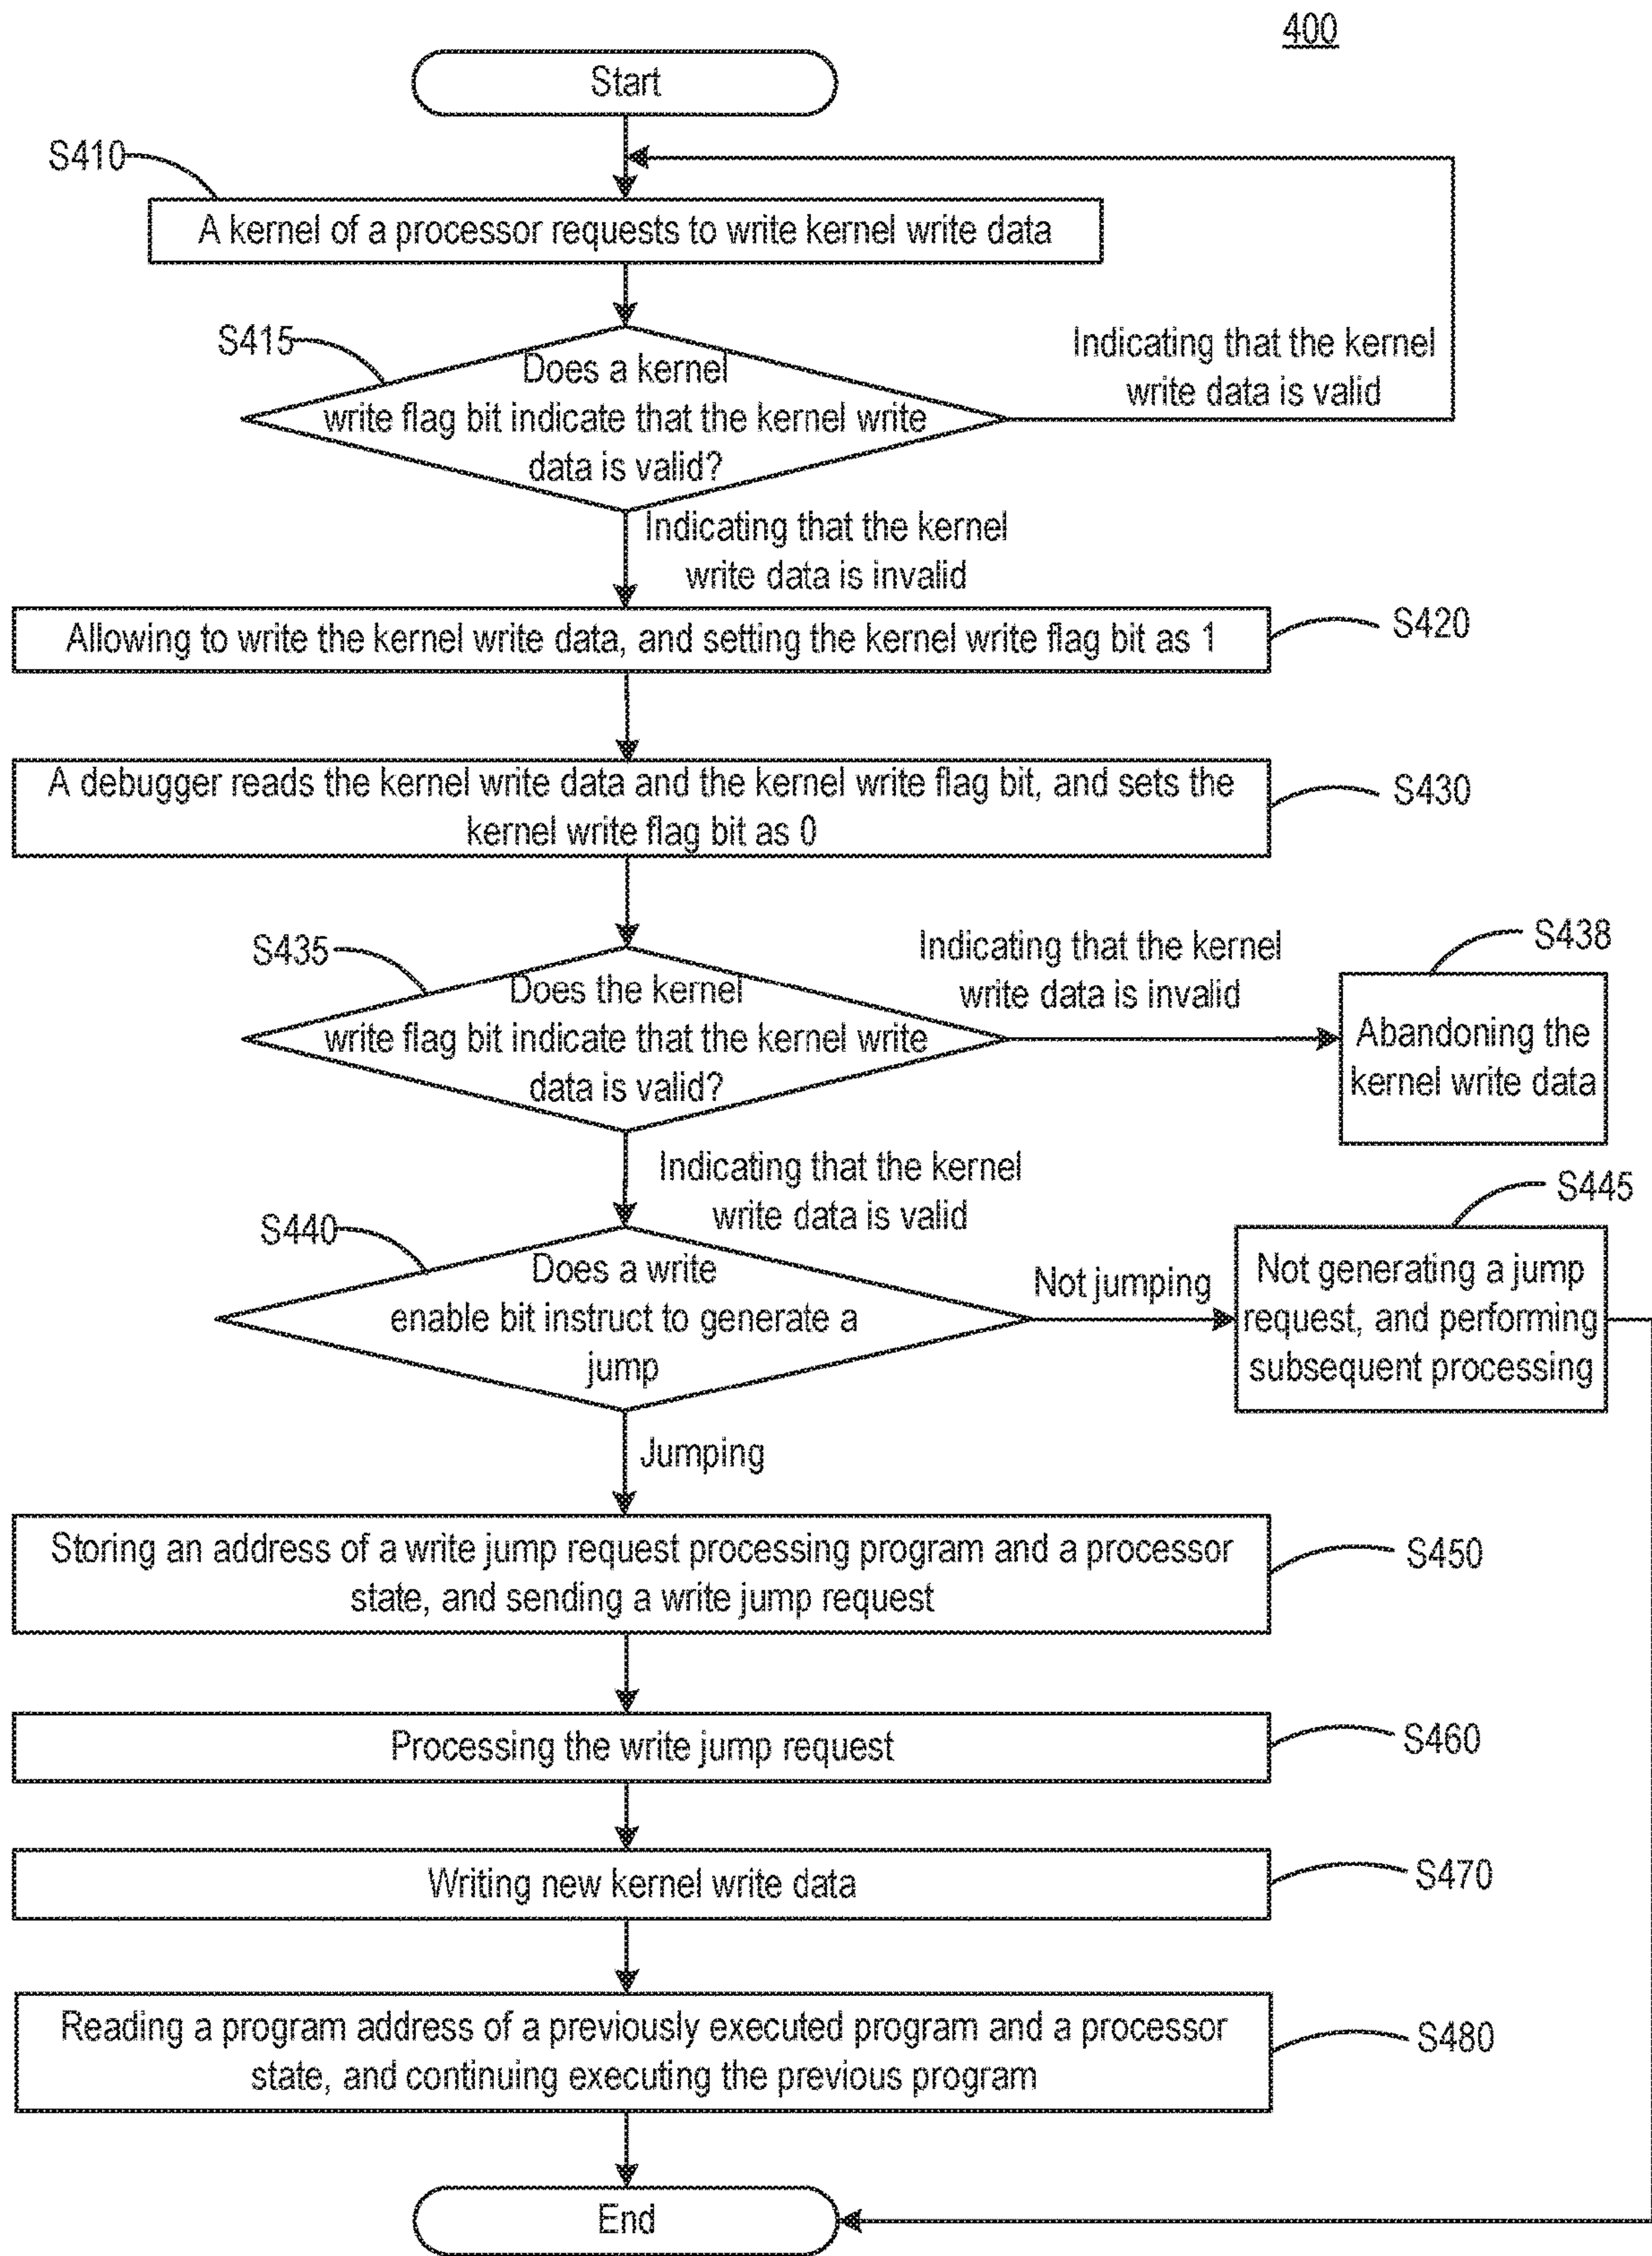 400
Start
S410
A kernel of a processor requests to write kernel write data
S415
Does a kernel
write flag bit indicate that the kernel write
data is valid?
Indicating that the kernel
write data is valid
Indicating that the kernel
write data is invalid
Allowing to write the kernel write data, and setting the kernel write flag bit as 1
S420
A debugger reads the kernel write data and the kernel write flag bit, and sets the
kernel write flag bit as 0
S430
S435
Does the kernel
write flag bit indicate that the kernel write
data is valid?
Indicating that the kernel
write data is invalid
S438
Abandoning the
kernel write data
Indicating that the kernel
write data is valid
S440
Does a write
enable bit instruct to generate a
jump
Not jumping
S445
Not generating a jump
request, and performing
subsequent processing
Jumping
Storing an address of a write jump request processing program and a processor
state, and sending a write jump request
S450
Processing the write jump request
S460
Writing new kernel write data
S470
Reading a program address of a previously executed program and a processor
state, and continuing executing the previous program
S480
End